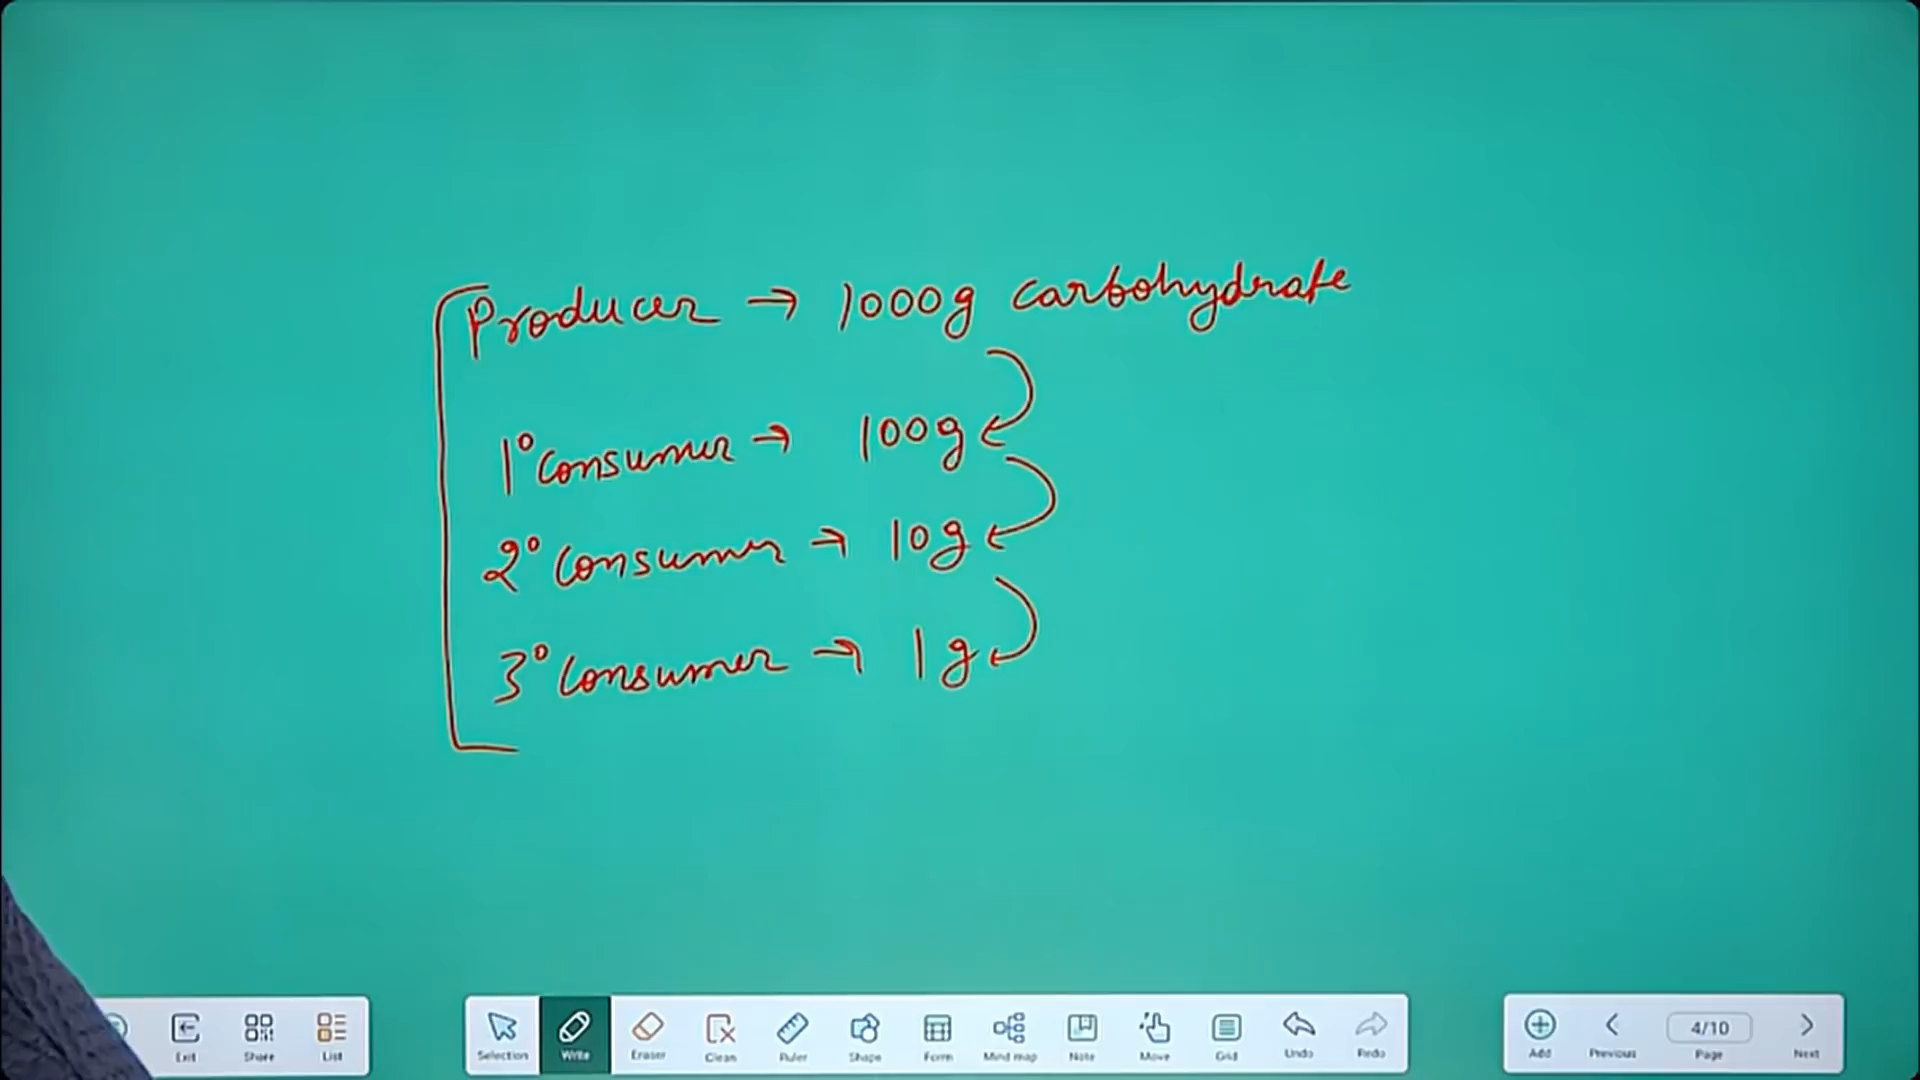 Producer → 1000g carbohydrate
1° Consumer → 100g
2° Consumer → 10g
3° Consumer → 1g
Exit Share List
Selection Write Eraser Clean Ruler Shape Form Mind map Note Move Grid Undo Redo
Add Previous 4/10 Page Next